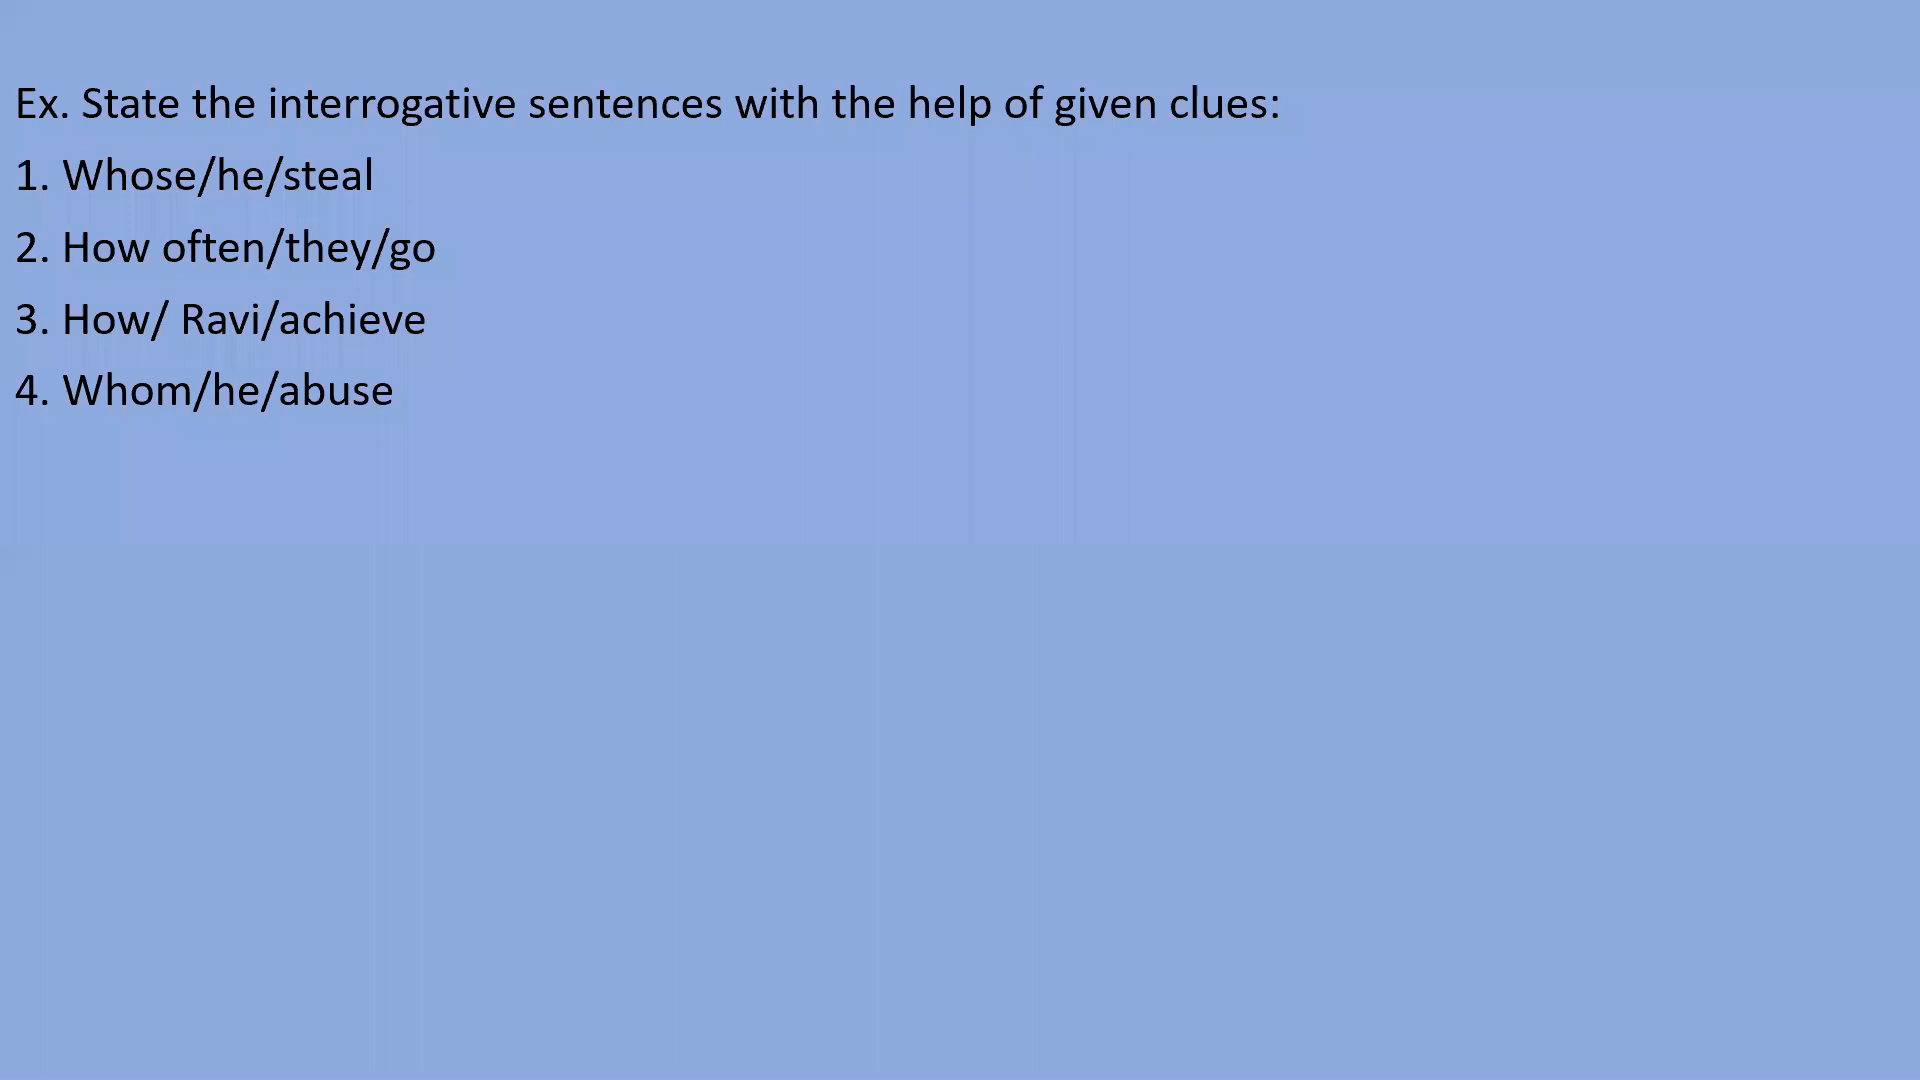 Ex. State the interrogative sentences with the help of given clues:
1. Whose/he/steal
2. How often/they/go
3. How/ Ravi/achieve
4. Whom/he/abuse